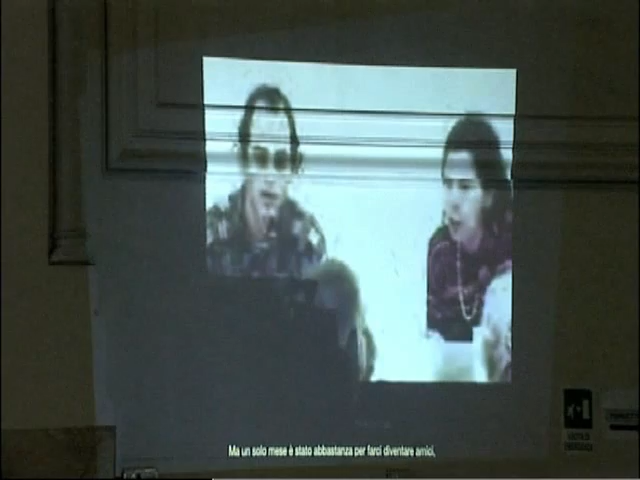 Ma un solo mese è stato abbastanza per farci diventare amici,